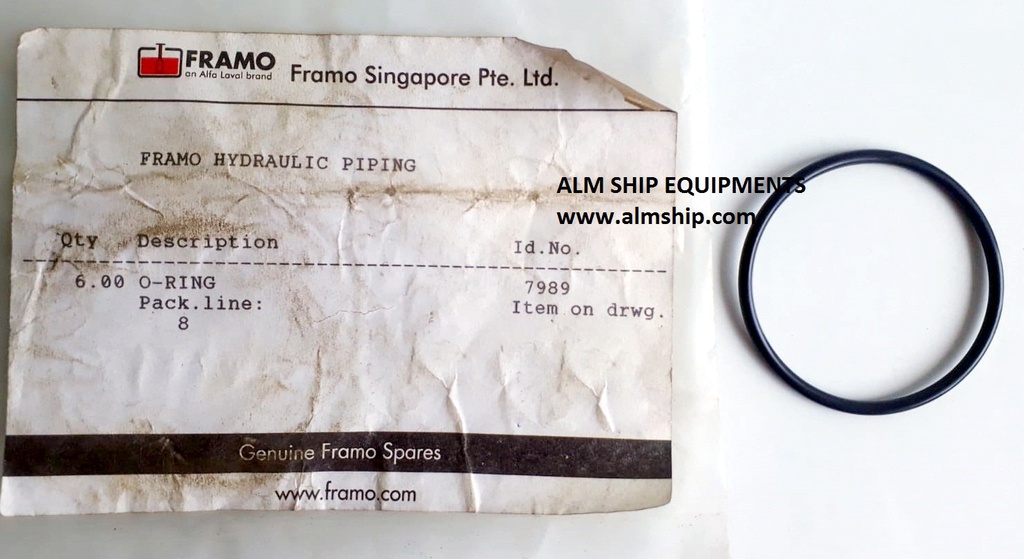 FRAMO
an Alfa Laval brand
Framo Singapore Pte. Ltd.
FRAMO HYDRAULIC PIPING
ALM SHIP EQUIPMENTS
www.almship.com
Qty Description Id.No.
6.00 O-RING 7989
Pack.line: Item on drwg.
8
Genuine Framo Spares
www.framo.com